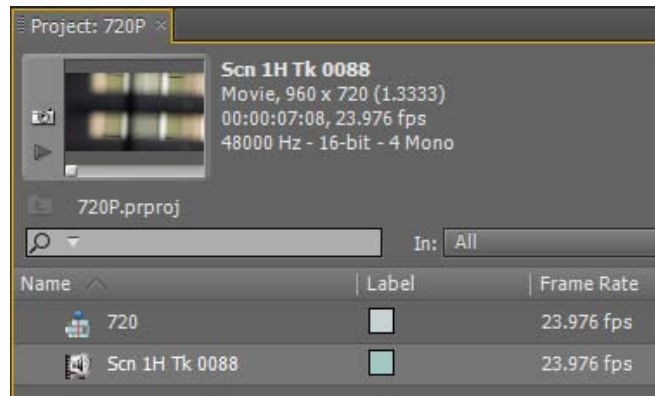 Project: 720P ×
Scn 1H Tk 0088
Movie, 960 x 720 (1.3333)
00:00:07:08, 23.976 fps
48000 Hz - 16-bit - 4 Mono
720P.prproj
In: All
Name Label Frame Rate
720 23.976 fps
Scn 1H Tk 0088 23.976 fps